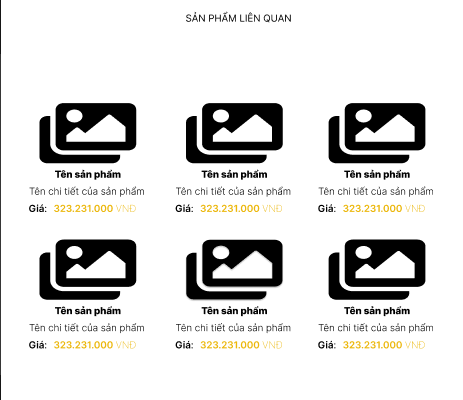 SẢN PHẨM LIÊN QUAN
Tên sản phẩm Tên sản phẩm Tên sản phẩm
Tên chi tiết của sản phẩm Tên chi tiết của sản phẩm Tên chi tiết của sản phẩm
Giá: 323.231.000 VNĐ Giá: 323.231.000 VNĐ Giá: 323.231.000 VNĐ
Tên sản phẩm Tên sản phẩm Tên sản phẩm
Tên chi tiết của sản phẩm Tên chi tiết của sản phẩm Tên chi tiết của sản phẩm
Giá: 323.231.000 VNĐ Giá: 323.231.000 VNĐ Giá: 323.231.000 VNĐ